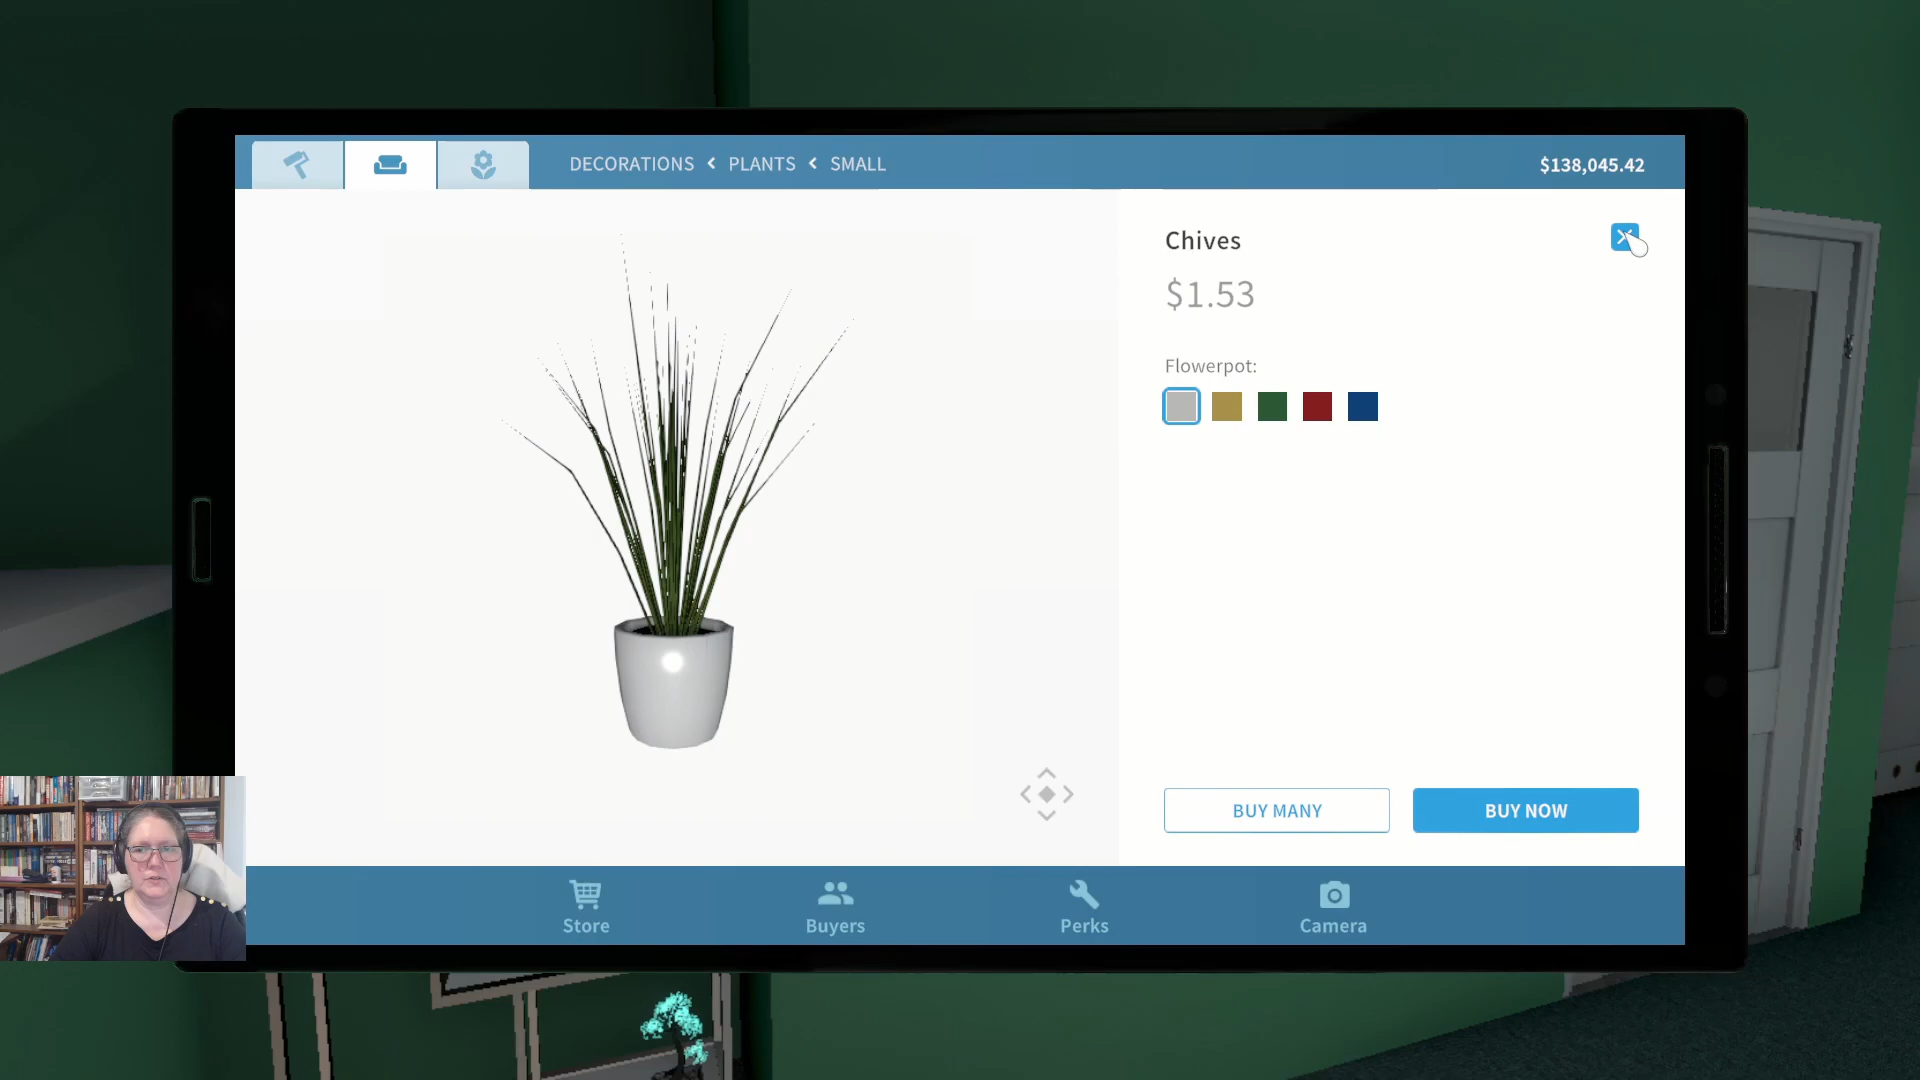 DECORATIONS < PLANTS < SMALL
$138,045.42
Chives
$1.53
Flowerpot:
BUY MANY
BUY NOW
Store
Buyers
Perks
Camera